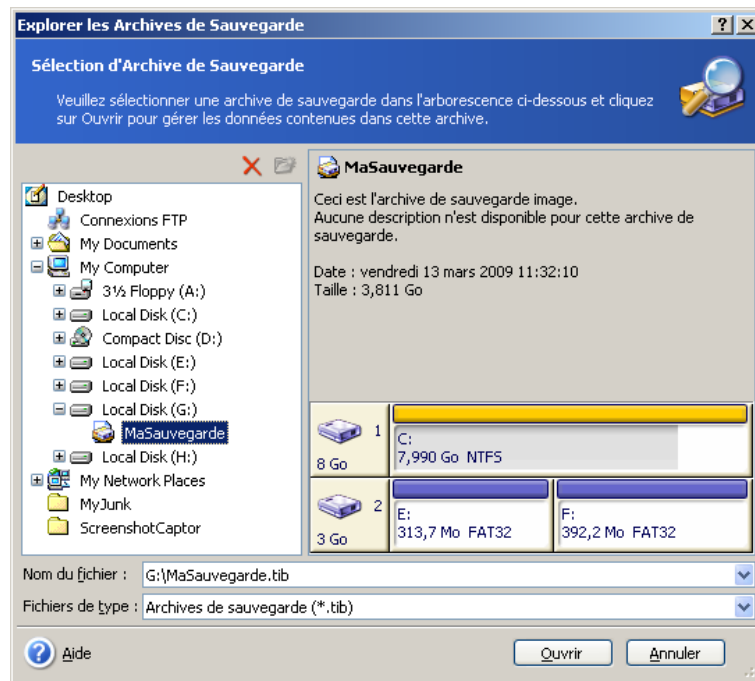 Explorer les Archives de Sauvegarde
Sélection d'Archive de Sauvegarde
Veuillez sélectionner une archive de sauvegarde dans l'arborescence ci-dessous et cliquez
sur Ouvrir pour gérer les données contenues dans cette archive.
Desktop
Connexions FTP
My Documents
My Computer
3½ Floppy (A:)
Local Disk (C:)
Compact Disc (D:)
Local Disk (E:)
Local Disk (F:)
Local Disk (G:)
MaSauvegarde
Local Disk (H:)
My Network Places
MyJunk
ScreenshotCaptor
MaSauvegarde
Ceci est l'archive de sauvegarde image.
Aucune description n'est disponible pour cette archive de
sauvegarde.
Date : vendredi 13 mars 2009 11:32:10
Taille : 3,811 Go
1
8 Go
C:
7,990 Go NTFS
2
3 Go
E:
313,7 Mo FAT32
F:
392,2 Mo FAT32
Nom du fichier : G:\MaSauvegarde.tib
Fichiers de type : Archives de sauvegarde (*.tib)
Aide
Ouvrir
Annuler